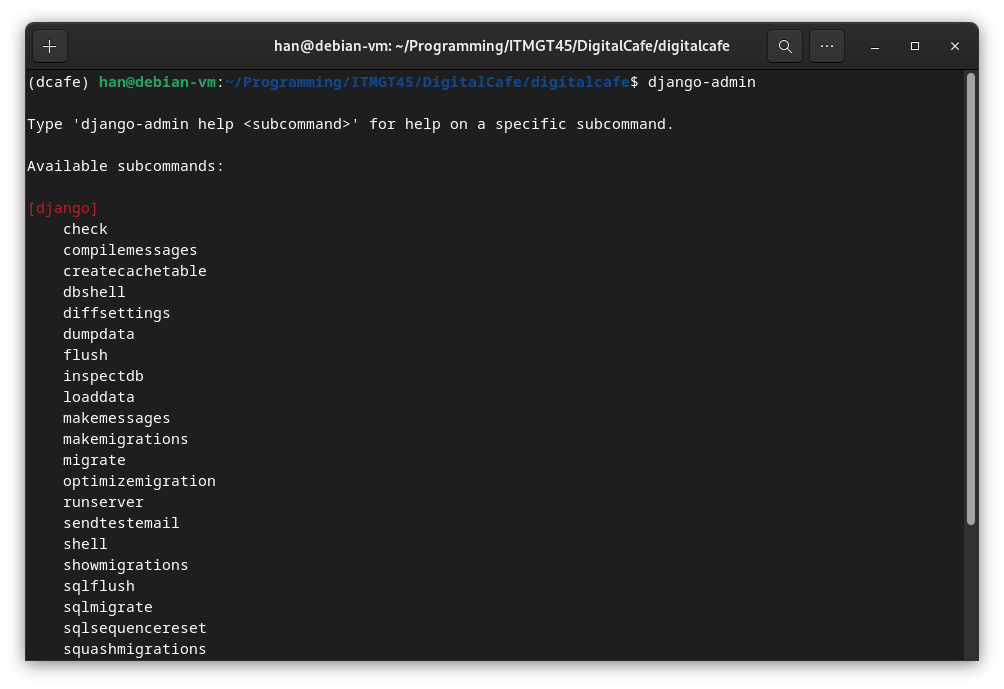 han@debian-vm: ~/Programming/ITMGT45/DigitalCafe/digitalcafe
(dcafe) han@debian-vm:~/Programming/ITMGT45/DigitalCafe/digitalcafe$ django-admin
Type 'django-admin help <subcommand>' for help on a specific subcommand.
Available subcommands:
[django]
check
compilemessages
createcachetable
dbshell
diffsettings
dumpdata
flush
inspectdb
loaddata
makemessages
makemigrations
migrate
optimizemigration
runserver
sendtestemail
shell
showmigrations
sqlflush
sqlmigrate
sqlsequencereset
squashmigrations